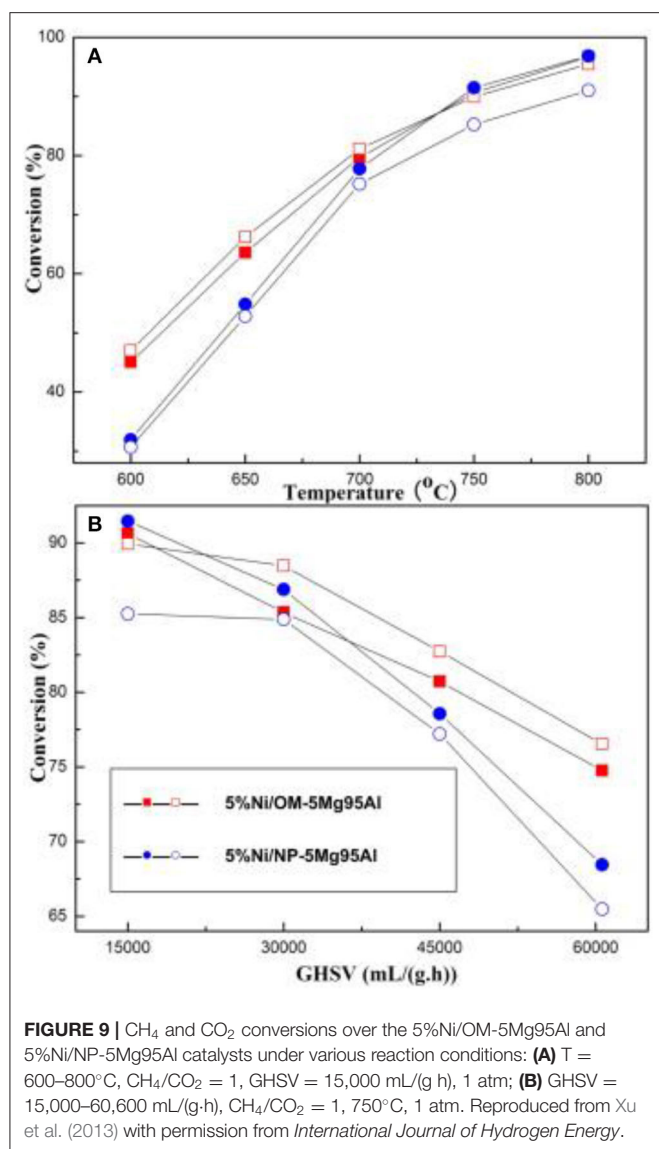 A
100
80
60
40
Conversion (%)
600 650 700 750 800
Temperature (°C)
B
90
85
80
75
70
65
Conversion (%)
5%Ni/OM-5Mg95Al
5%Ni/NP-5Mg95Al
15000 30000 45000 60000
GHSV (mL/(g.h))
FIGURE 9 | CH₄ and CO₂ conversions over the 5%Ni/OM-5Mg95Al and
5%Ni/NP-5Mg95Al catalysts under various reaction conditions: (A) T =
600–800°C, CH₄/CO₂ = 1, GHSV = 15,000 mL/(g h), 1 atm; (B) GHSV =
15,000–60,600 mL/(g·h), CH₄/CO₂ = 1, 750°C, 1 atm. Reproduced from Xu
et al. (2013) with permission from International Journal of Hydrogen Energy.